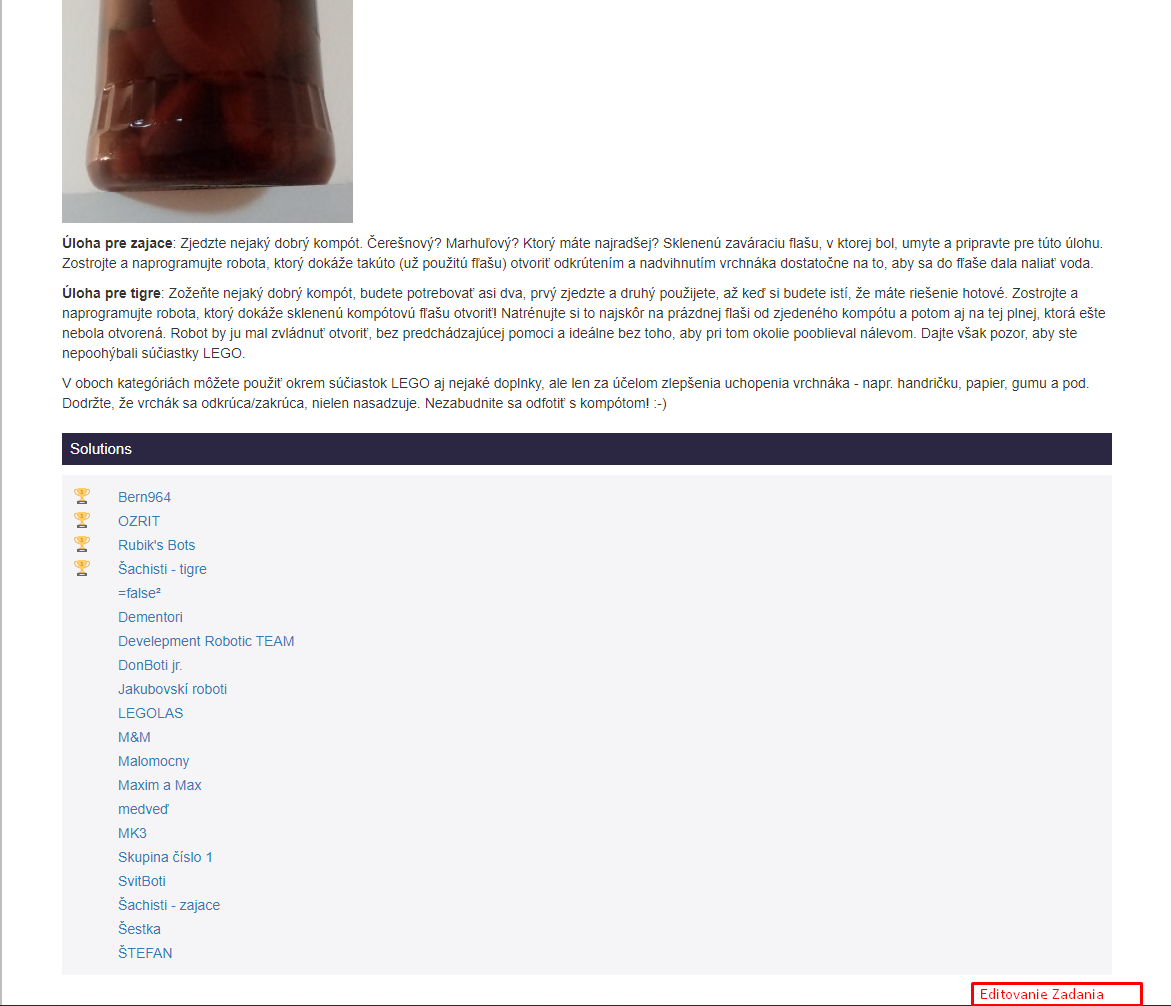 Úloha pre zajace: Zjedzte nejaký dobrý kompót. Čerešnový? Marhuľový? Ktorý máte najradšej? Sklenenú zaváraciu flašu, v ktorej bol, umyte a pripravte pre túto úlohu.
Zostrojte a naprogramujte robota, ktorý dokáže takúto (už použitú fľašu) otvoriť odkrútením a nadvihnutím vrchnáka dostatočne na to, aby sa do fľaše dala naliať voda.
Úloha pre tigre: Zožeňte nejaký dobrý kompót, budete potrebovať asi dva, prvý zjedzte a druhý použijete, až keď si budete istí, že máte riešenie hotové. Zostrojte a
naprogramujte robota, ktorý dokáže sklenenú kompótovú fľašu otvoriť! Natrénujte si to najskôr na prázdnej flaši od zjedeného kompótu a potom aj na tej plnej, ktorá ešte
nebola otvorená. Robot by ju mal zvládnuť otvoriť, bez predchádzajúcej pomoci a ideálne bez toho, aby pri tom okolie pooblieval nálevom. Dajte však pozor, aby ste
nepoohýbali súčiastky LEGO.
V oboch kategóriách môžete použiť okrem súčiastok LEGO aj nejaké doplnky, ale len za účelom zlepšenia uchopenia vrchnáka - napr. handričku, papier, gumu a pod.
Dodržte, že vrchák sa odkrúca/zakrúca, nielen nasadzuje. Nezabudnite sa odfotiť s kompótom! :-)
Solutions
Bern964
OZRIT
Rubik's Bots
Šachisti - tigre
=false²
Dementori
Develepment Robotic TEAM
DonBoti jr.
Jakubovskí roboti
LEGOLAS
M&M
Malomocny
Maxim a Max
medveď
MK3
Skupina číslo 1
SvitBoti
Šachisti - zajace
Šestka
ŠTEFAN
Editovanie Zadania